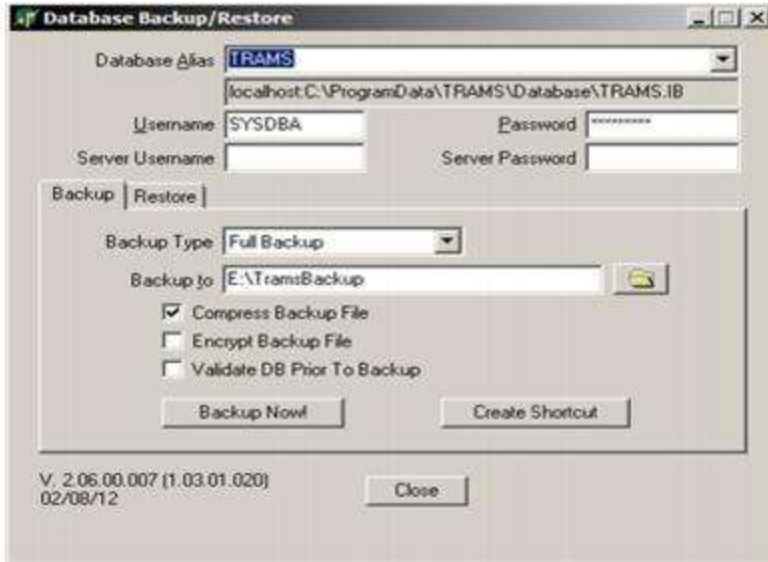 Database Backup/Restore
Database Alias TRAMS
localhost:C:\ProgramData\TRAMS\Database\TRAMS.IB
Username SYSDBA Password *********
Server Username Server Password
Backup Restore
Backup Type Full Backup
Backup to E:\TramsBackup
Compress Backup File
Encrypt Backup File
Validate DB Prior To Backup
Backup Now! Create Shortcut
V. 2.06.00.007 (1.03.01.020)
02/08/12
Close